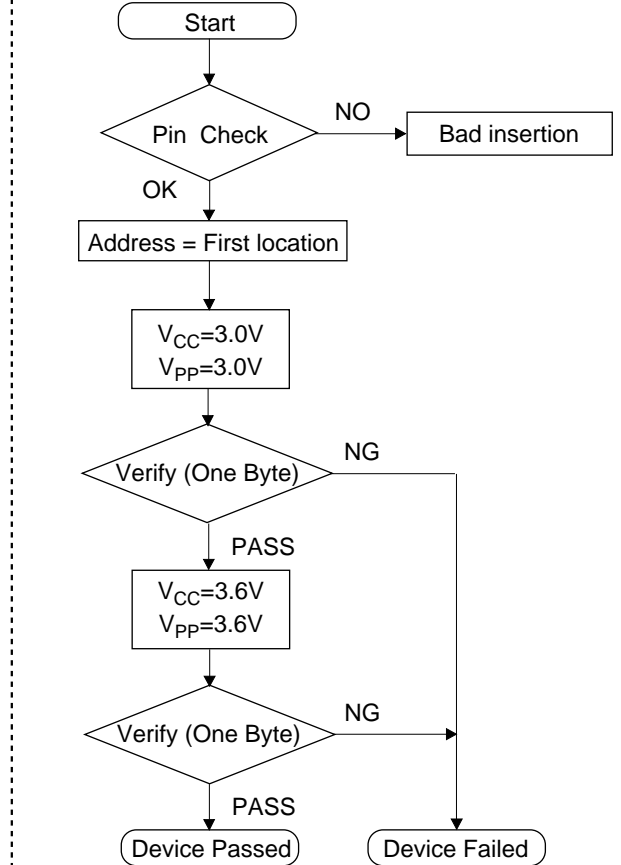 Start
Pin Check
NO
Bad insertion
OK
Address = First location
VCC=3.0V
VPP=3.0V
Verify (One Byte)
NG
PASS
VCC=3.6V
VPP=3.6V
Verify (One Byte)
NG
PASS
Device Passed
Device Failed